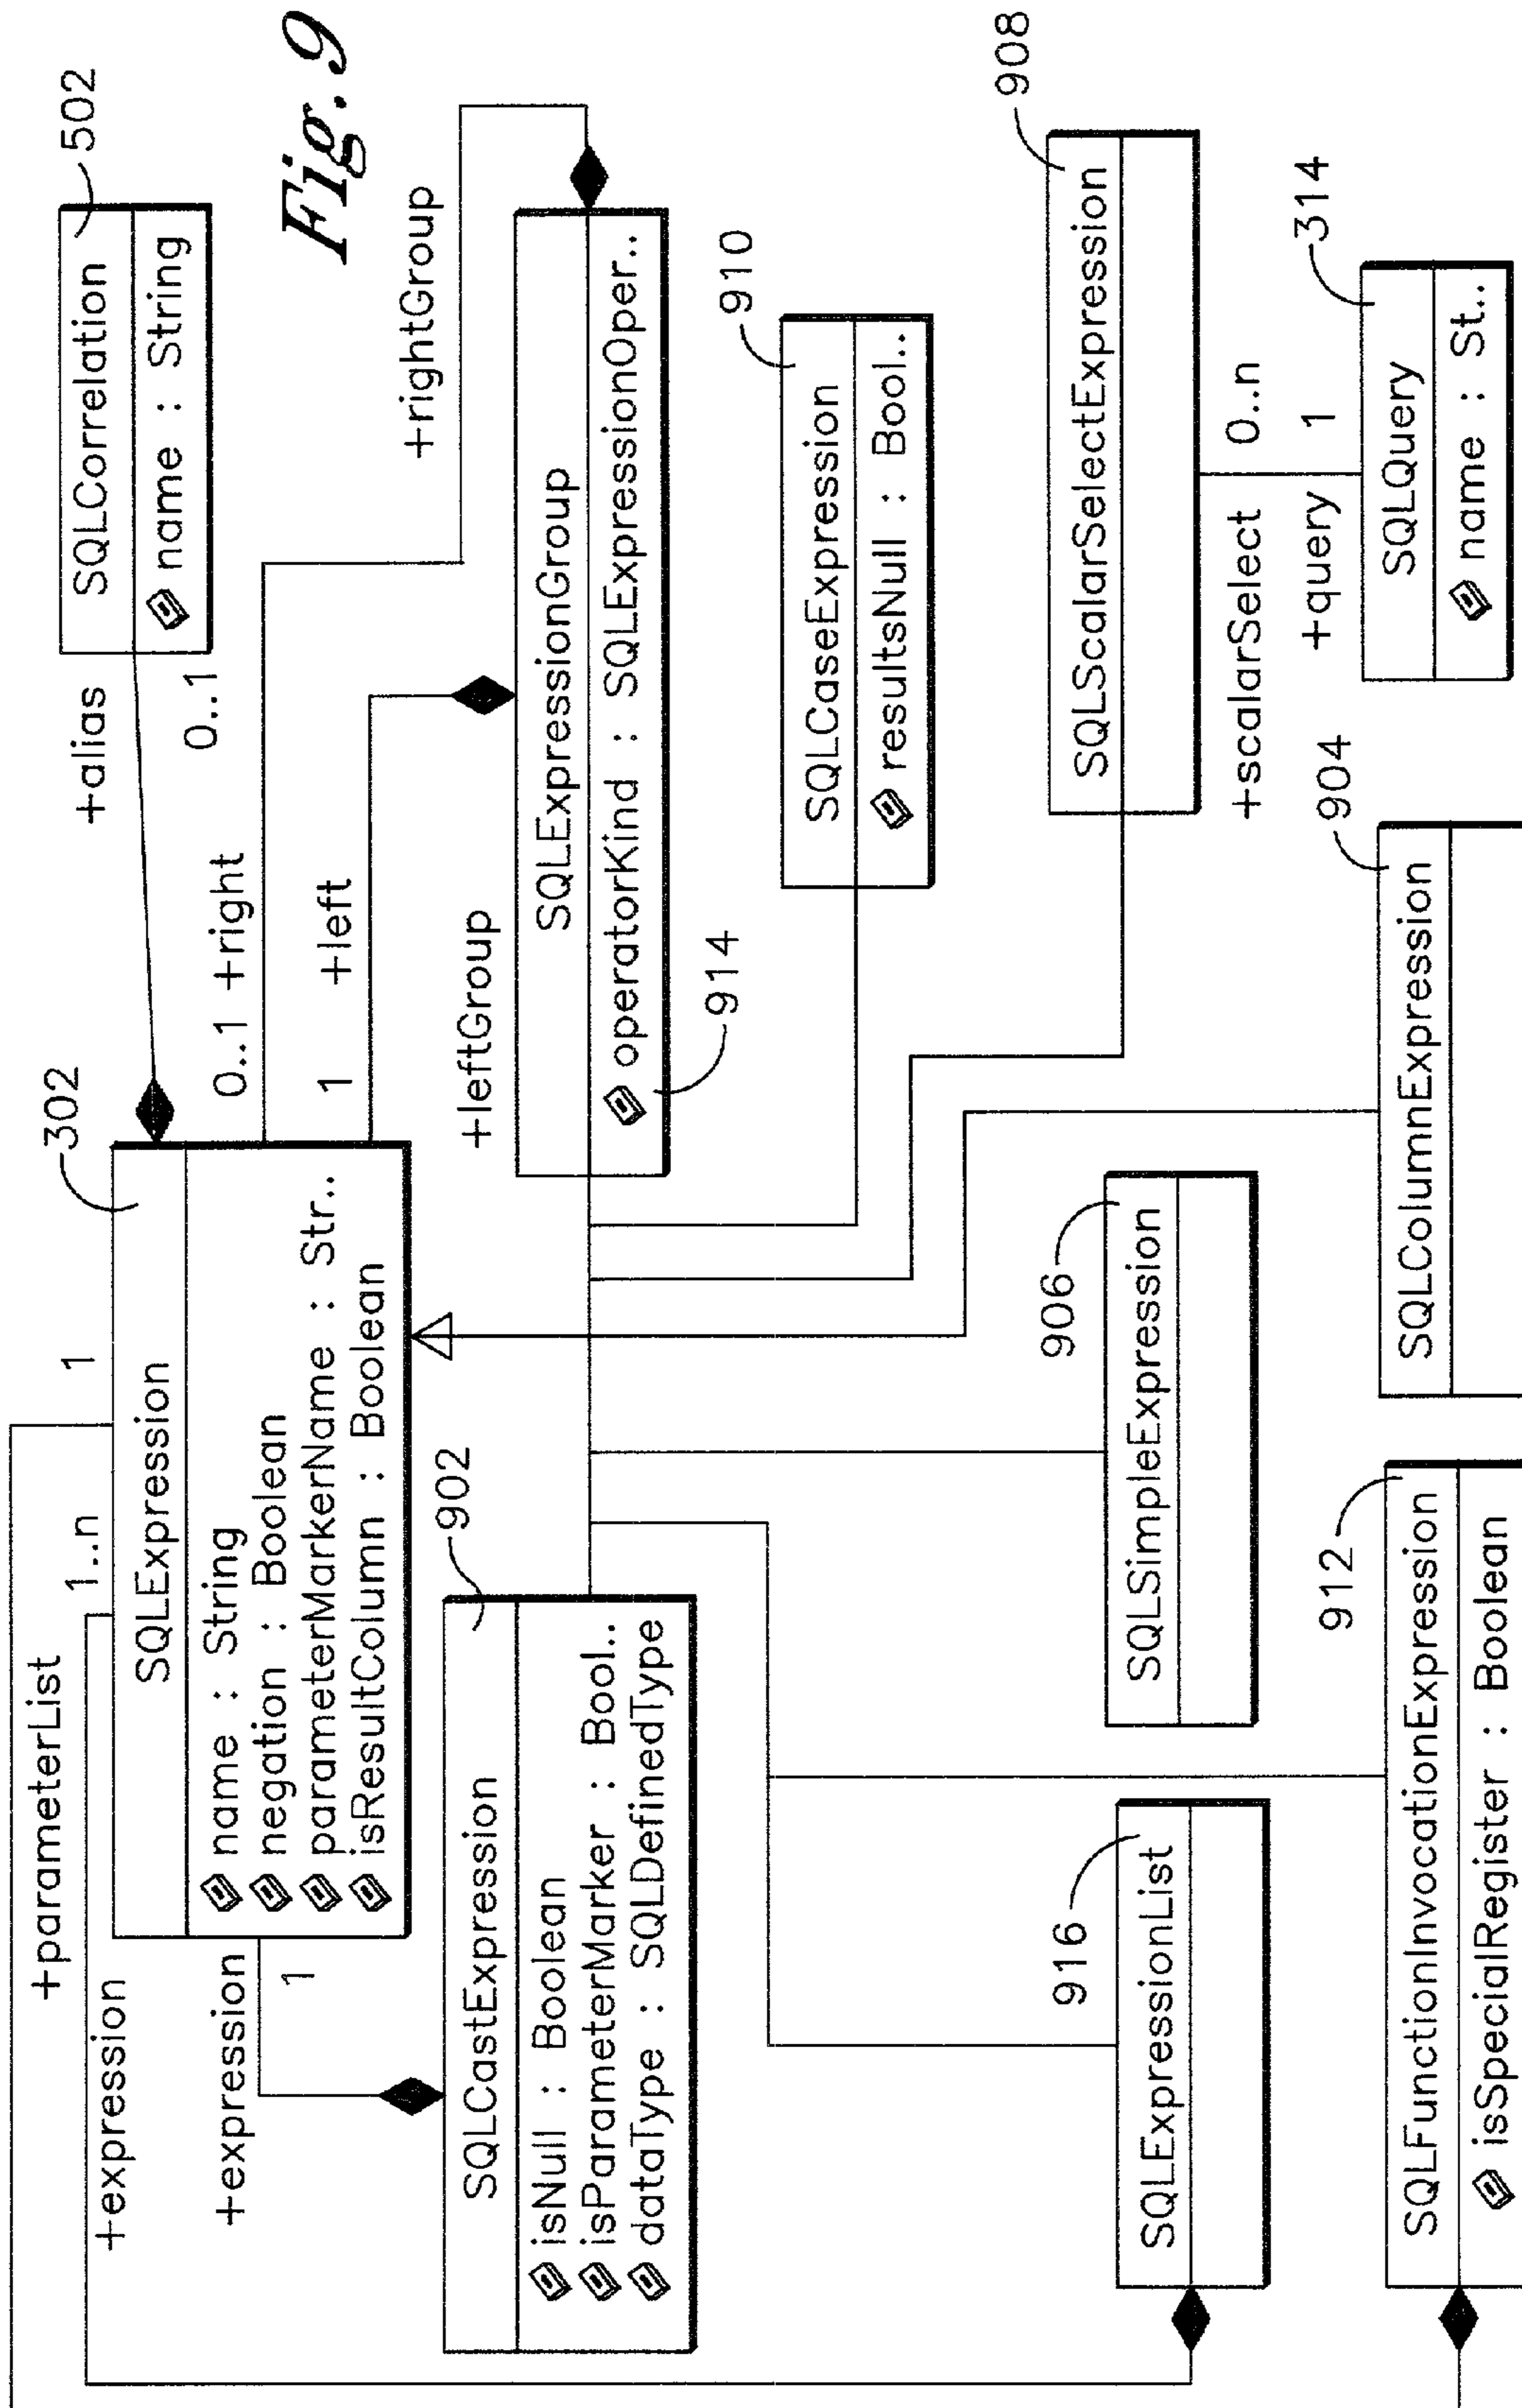 Fig. 9
+parameterList
1
+expression
1..n
302
SQLExpression
name : String
negation : Boolean
parameterMarkerName : Str..
isResultColumn : Boolean
+alias
0..1
502
SQLCorrelation
name : String
+expression
1
0..1 +right
1 +left
+rightGroup
+leftGroup
902
SQLCastExpression
isNull : Boolean
isParameterMarker : Bool..
dataType : SQLDefinedType
SQLExpressionGroup
operatorKind : SQLExpressionOper..
914
910
SQLCaseExpression
resultsNull : Bool..
916
SQLExpressionList
906
SQLSimpleExpression
908
SQLScalarSelectExpression
+scalarSelect 0..n
+query 1
912
SQLFunctionInvocationExpression
isSpecialRegister : Boolean
904
SQLColumnExpression
314
SQLQuery
name : St..